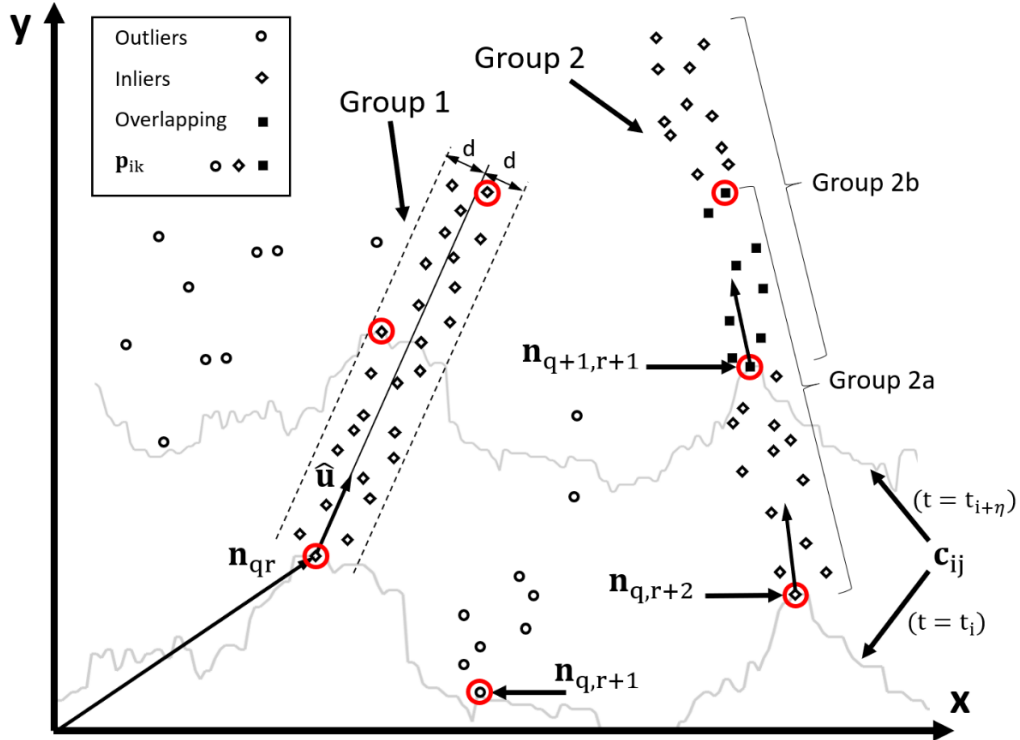 y
Outliers
Inliers
Overlapping
p_ik
Group 1
Group 2
d d
Group 2b
n_q+1,r+1
Group 2a
û
(t = t_i+η)
n_qr
c_ij
n_q,r+2
(t = t_i)
n_q,r+1
x